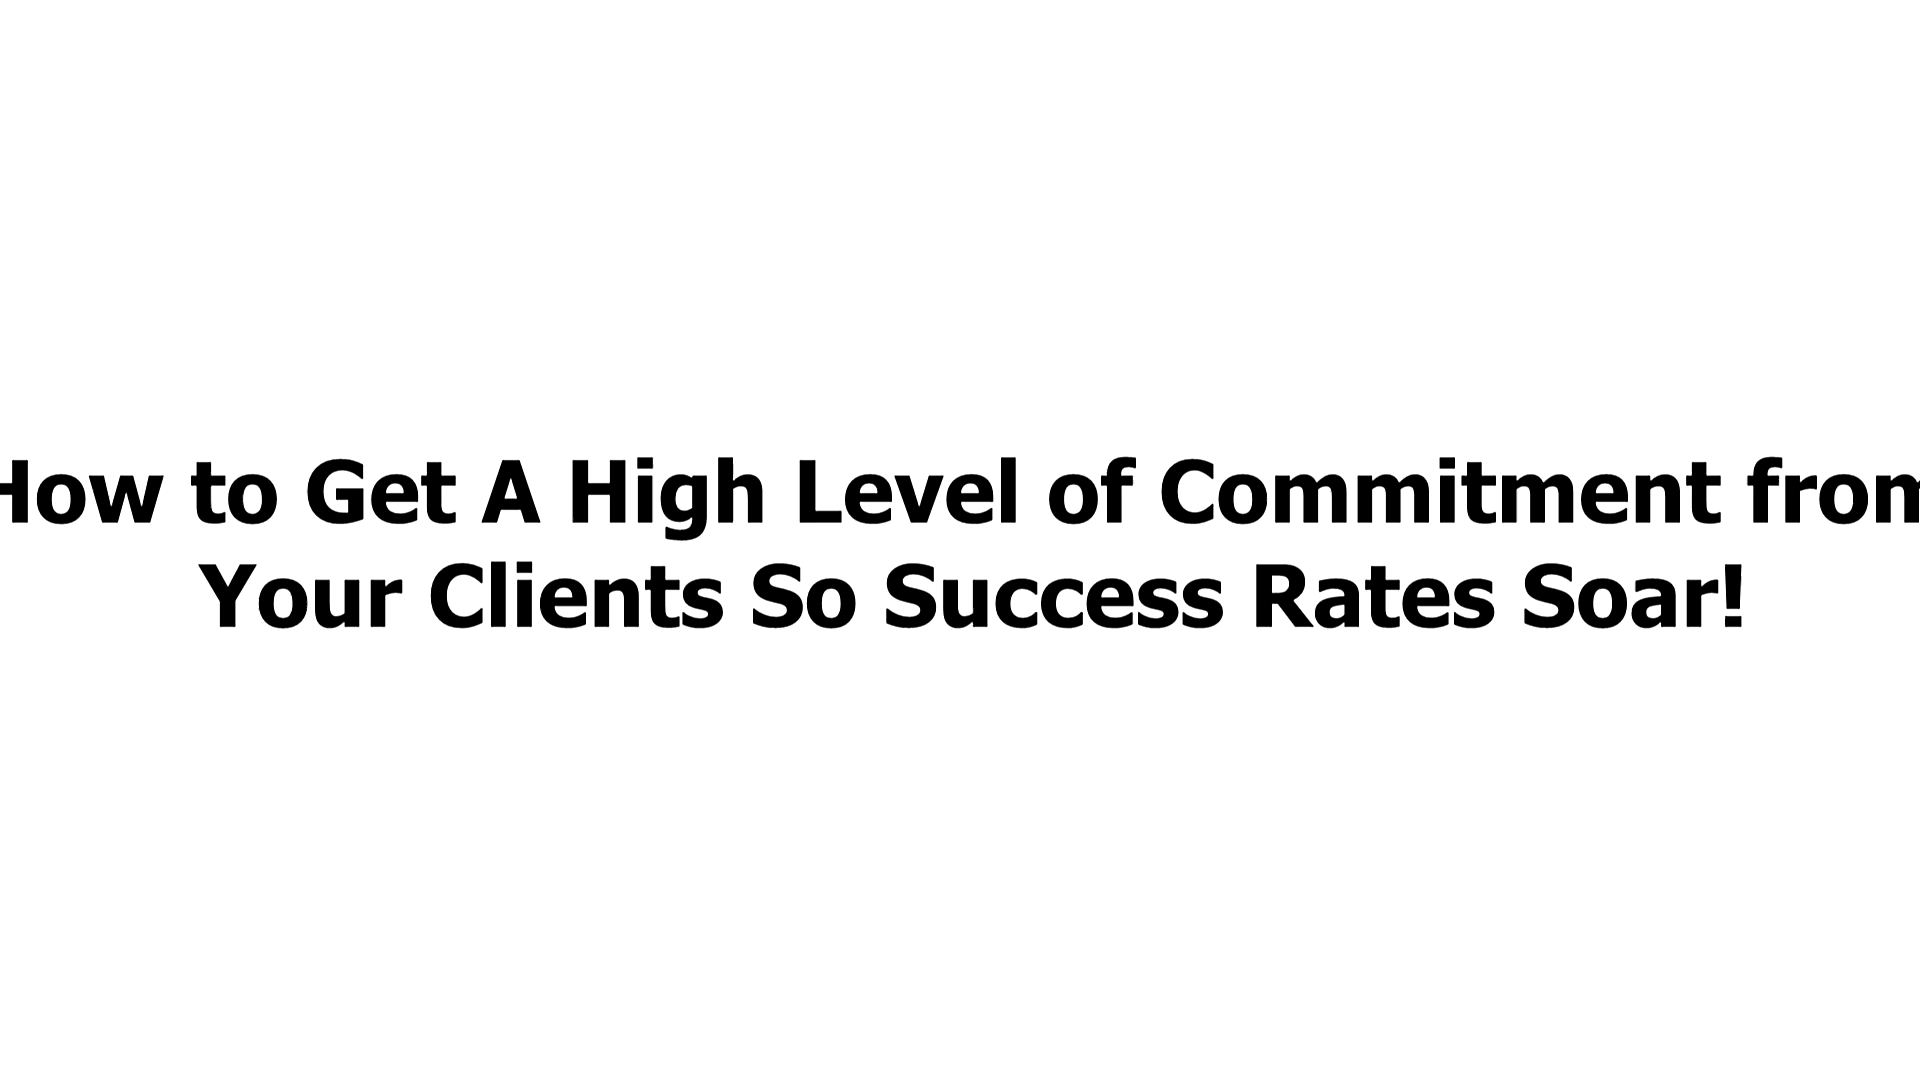 How to Get A High Level of Commitment from
Your Clients So Success Rates Soar!